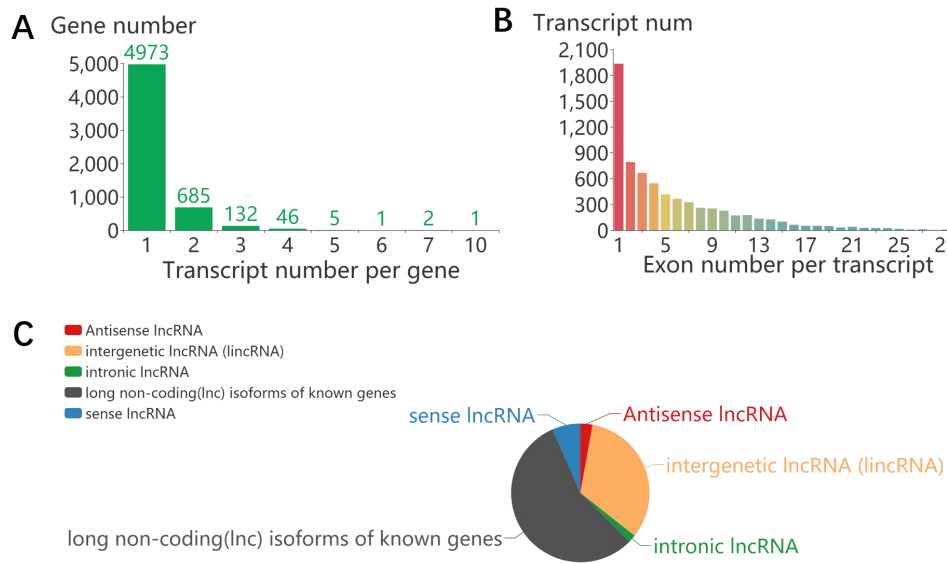 A
Gene number
4973
5,000
4,000
3,000
2,000
1,000
0
685
132
46
5
1
2
1
1 2 3 4 5 6 7 10
Transcript number per gene
B
Transcript num
2,100
1,800
1,500
1,200
900
600
300
0
1 5 9 13 17 21 25
Exon number per transcript
C
Antisense lncRNA
intergenetic lncRNA (lincRNA)
intronic lncRNA
long non-coding(lnc) isoforms of known genes
sense lncRNA
sense lncRNA
Antisense lncRNA
intergenetic lncRNA (lincRNA)
long non-coding(lnc) isoforms of known genes
intronic lncRNA